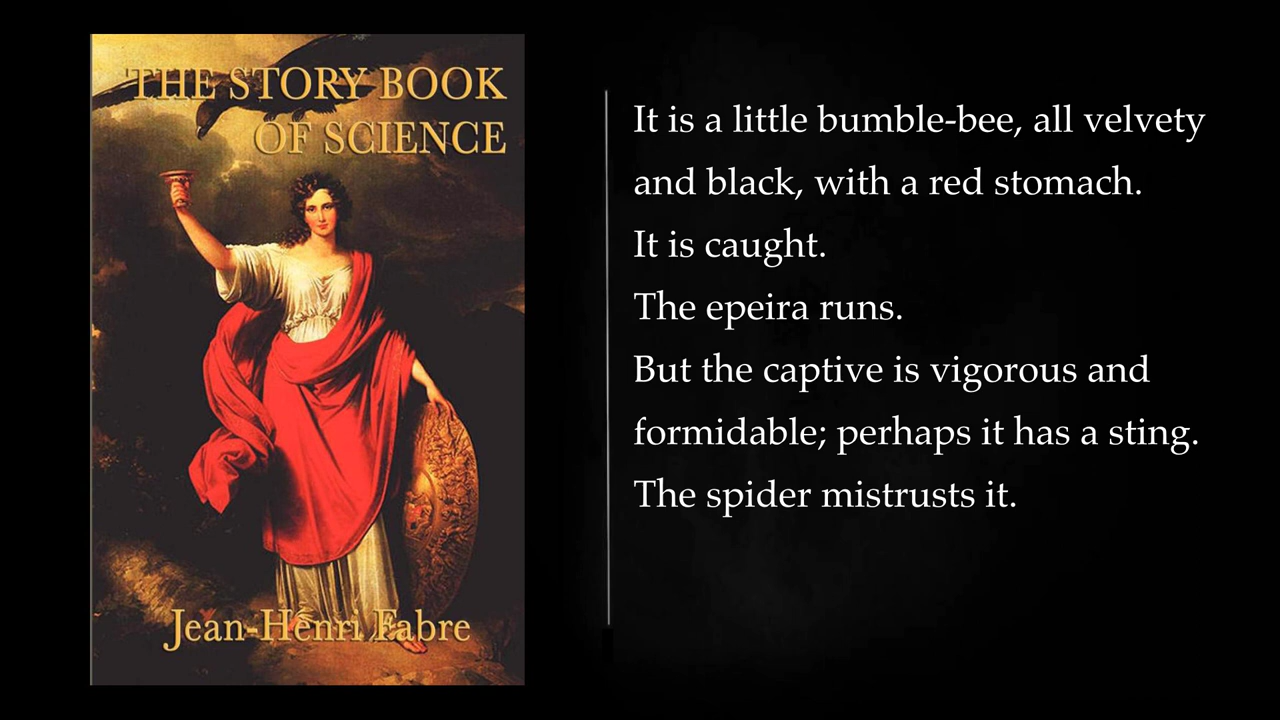 THE STORY BOOK
OF SCIENCE
Jean-Henri Fabre
It is a little bumble-bee, all velvety
and black, with a red stomach.
It is caught.
The epeira runs.
But the captive is vigorous and
formidable; perhaps it has a sting.
The spider mistrusts it.